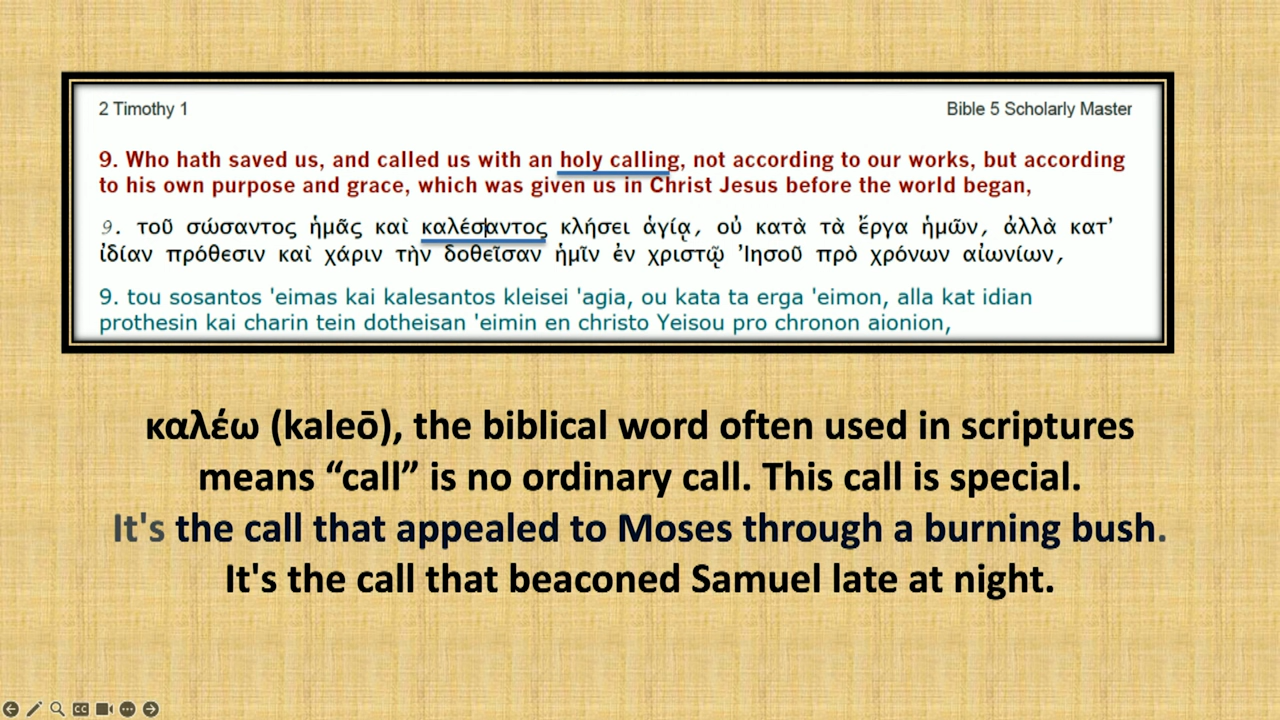 2 Timothy 1
Bible 5 Scholarly Master
9. Who hath saved us, and called us with an holy calling, not according to our works, but according
to his own purpose and grace, which was given us in Christ Jesus before the world began,
9. τοῦ σώσαντος ἡμᾶς καὶ καλέσαντος κλήσει ἁγίᾳ, οὐ κατὰ τὰ ἔργα ἡμῶν, ἀλλὰ κατ'
ἰδίαν πρόθεσιν καὶ χάριν τὴν δοθεῖσαν ἡμῖν ἐν χριστῷ Ἰησοῦ πρὸ χρόνων αἰωνίων,
9. tou sosantos 'eimas kai kalesantos kleisei 'agia, ou kata ta erga 'eimon, alla kat idian
prothesin kai charin tein dotheisan 'eimin en christo Yeisou pro chronon aionion,
καλέω (kaleō), the biblical word often used in scriptures
means “call” is no ordinary call. This call is special.
It's the call that appealed to Moses through a burning bush.
It's the call that beaconed Samuel late at night.
CC